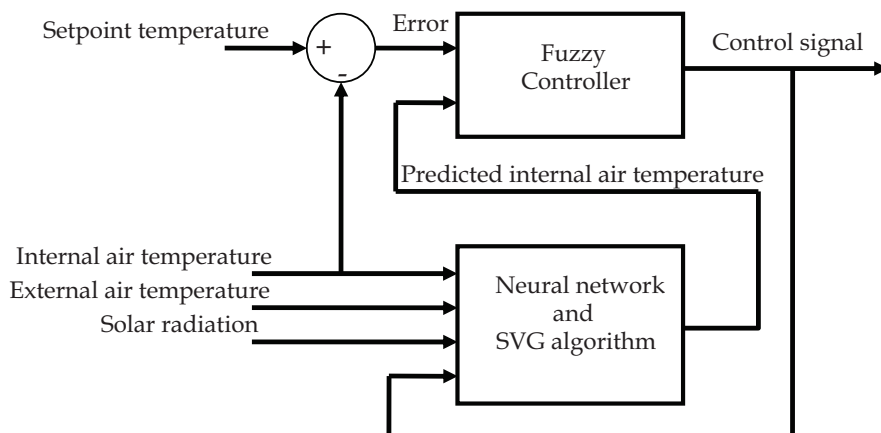 Setpoint temperature
+
-
Error
Fuzzy
Controller
Control signal
Predicted internal air temperature
Internal air temperature
External air temperature
Solar radiation
Neural network
and
SVG algorithm